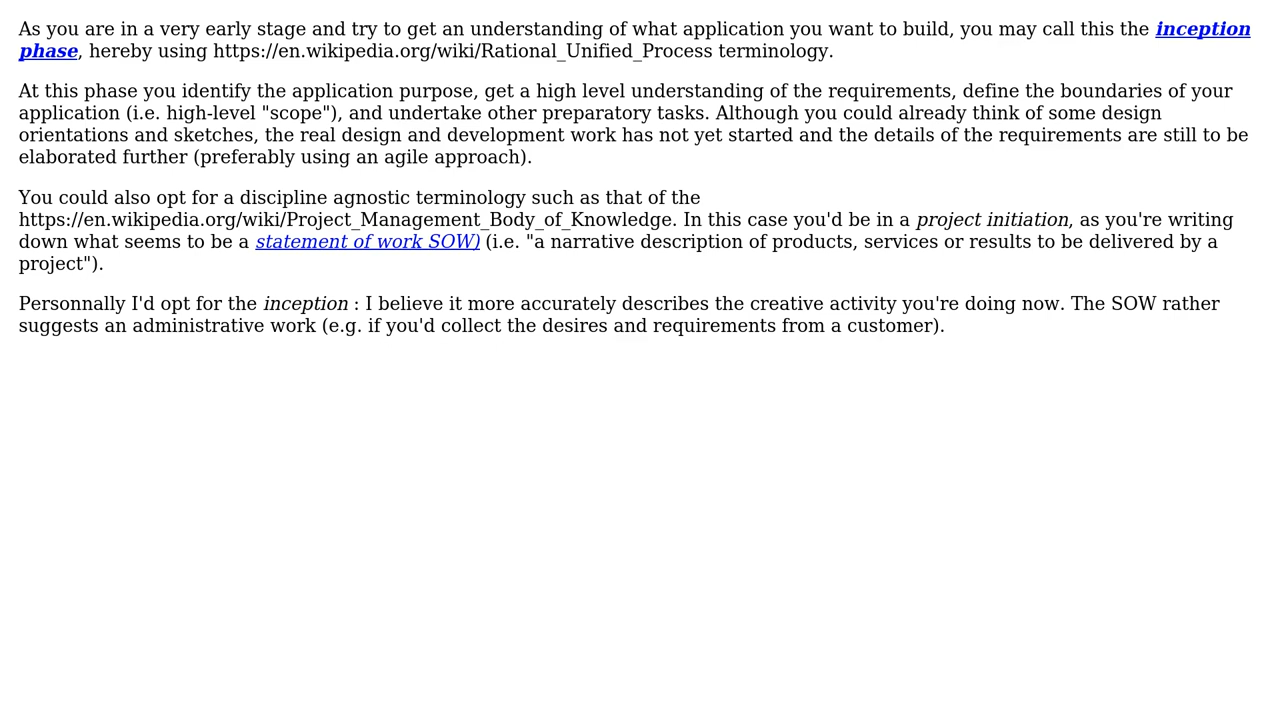 As you are in a very early stage and try to get an understanding of what application you want to build, you may call this the inception
phase, hereby using https://en.wikipedia.org/wiki/Rational_Unified_Process terminology.
At this phase you identify the application purpose, get a high level understanding of the requirements, define the boundaries of your
application (i.e. high-level "scope"), and undertake other preparatory tasks. Although you could already think of some design
orientations and sketches, the real design and development work has not yet started and the details of the requirements are still to be
elaborated further (preferably using an agile approach).
You could also opt for a discipline agnostic terminology such as that of the
https://en.wikipedia.org/wiki/Project_Management_Body_of_Knowledge. In this case you'd be in a project initiation, as you're writing
down what seems to be a statement of work SOW) (i.e. "a narrative description of products, services or results to be delivered by a
project").
Personnally I'd opt for the inception : I believe it more accurately describes the creative activity you're doing now. The SOW rather
suggests an administrative work (e.g. if you'd collect the desires and requirements from a customer).